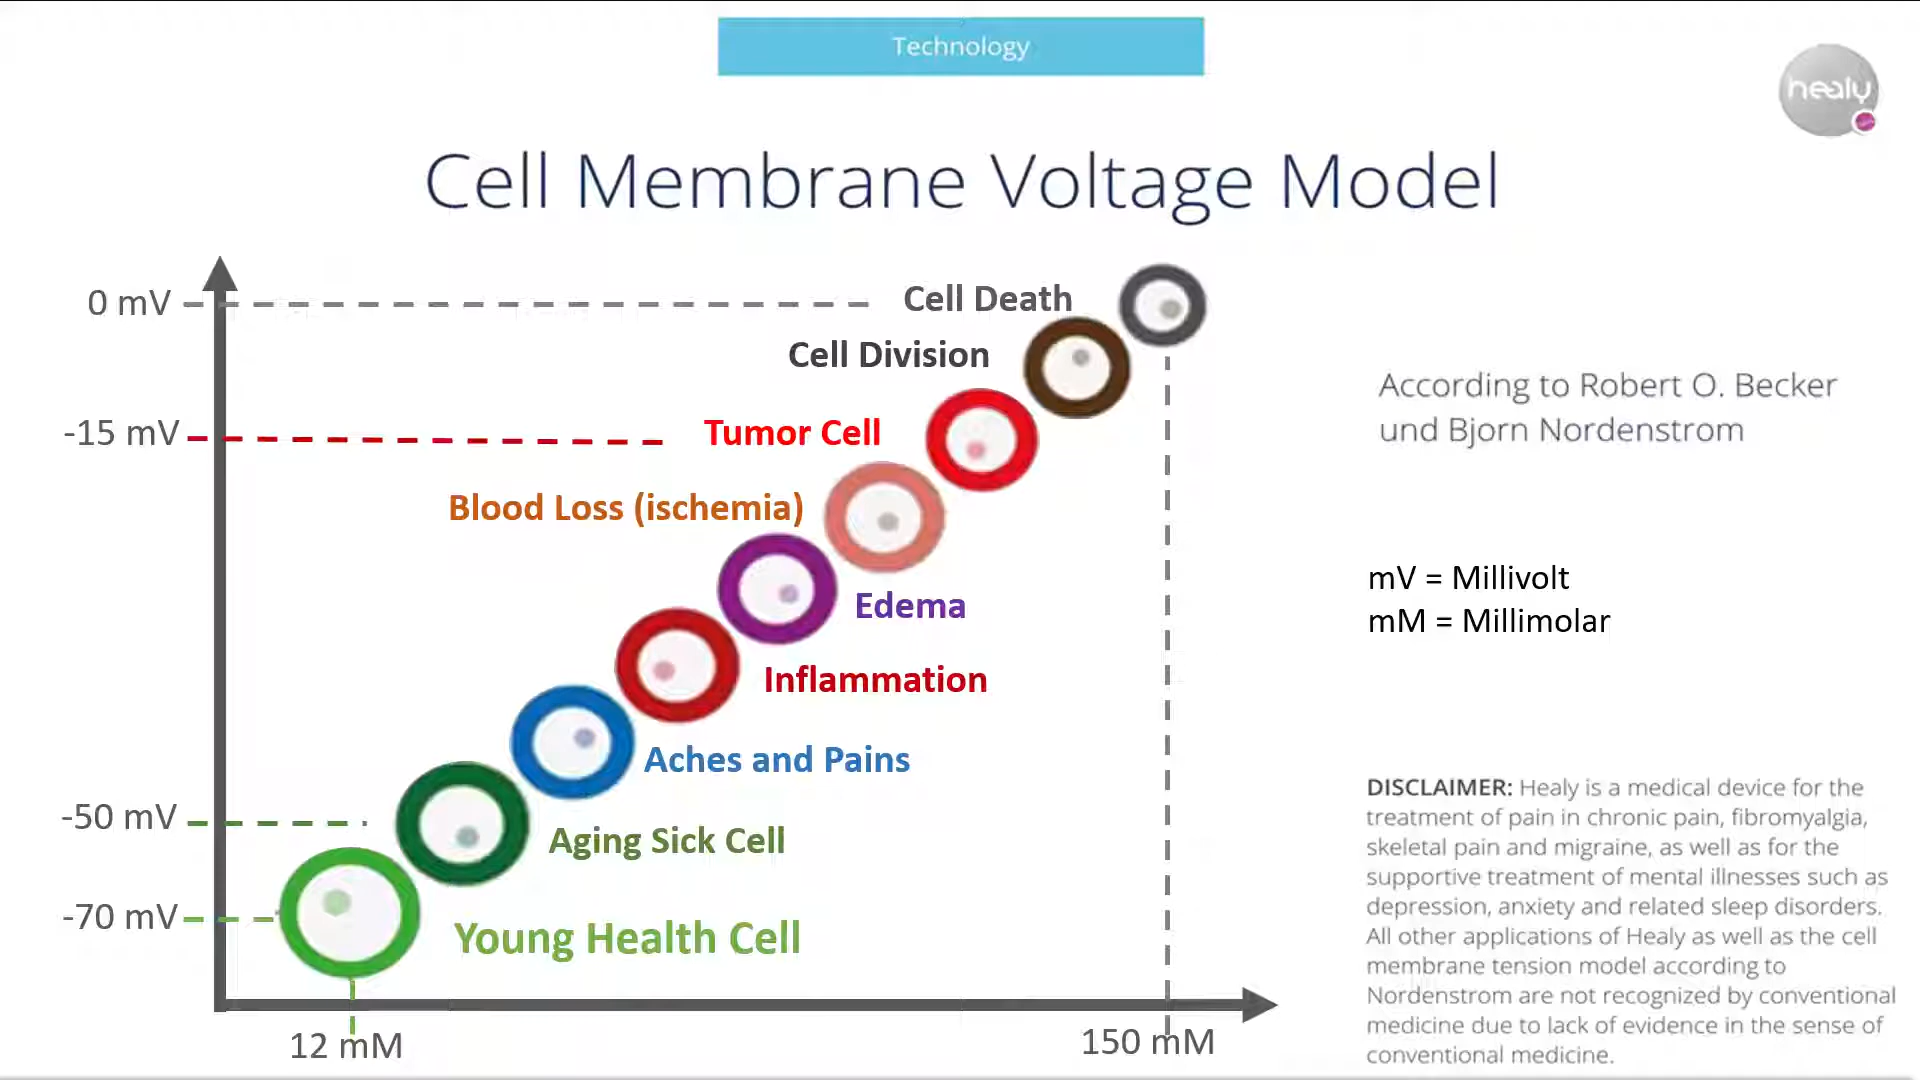 Technology
healy
Cell Membrane Voltage Model
0 mV
Cell Death
Cell Division
-15 mV
Tumor Cell
Blood Loss (ischemia)
Edema
Inflammation
Aches and Pains
-50 mV
Aging Sick Cell
-70 mV
Young Health Cell
12 mM
150 mM
According to Robert O. Becker
und Bjorn Nordenstrom
mV = Millivolt
mM = Millimolar
DISCLAIMER: Healy is a medical device for the
treatment of pain in chronic pain, fibromyalgia,
skeletal pain and migraine, as well as for the
supportive treatment of mental illnesses such as
depression, anxiety and related sleep disorders.
All other applications of Healy as well as the cell
membrane tension model according to
Nordenstrom are not recognized by conventional
medicine due to lack of evidence in the sense of
conventional medicine.